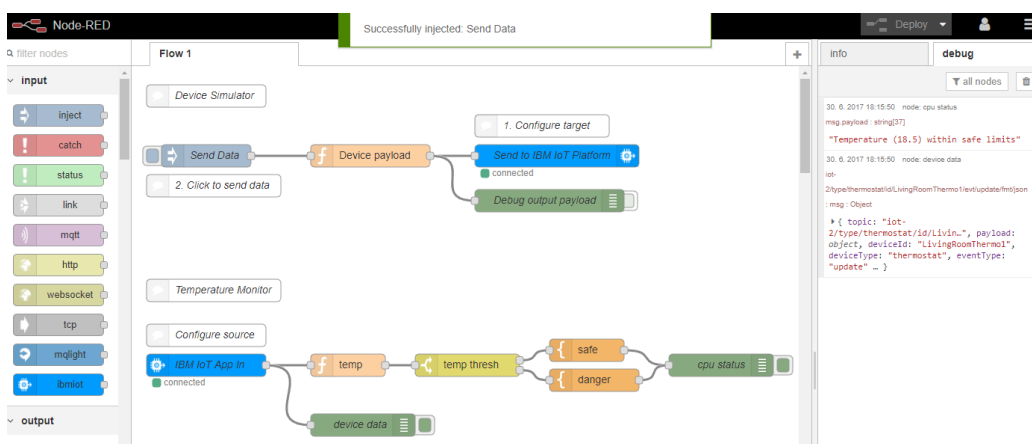 Node-RED
Successfully injected: Send Data
Deploy
filter nodes
input
inject
catch
status
link
mqtt
http
websocket
tcp
mqlight
ibmiot
output
Flow 1
+
Device Simulator
1. Configure target
Send Data
Device payload
Send to IBM IoT Platform
connected
2. Click to send data
Debug output payload
Temperature Monitor
Configure source
IBM IoT App In
connected
temp
temp thresh
safe
danger
cpu status
device data
info
debug
all nodes
30. 6. 2017 18:15:50 node: cpu status
msg.payload : string[37]
"Temperature (18.5) within safe limits"
30. 6. 2017 18:15:50 node: device data
iot-
2/type/thermostat/id/LivingRoomThermo1/evt/update/fmt/json
: msg : Object
{ topic: "iot-
2/type/thermostat/id/Livin…", payload:
object, deviceId: "LivingRoomThermo1",
deviceType: "thermostat", eventType:
"update" … }